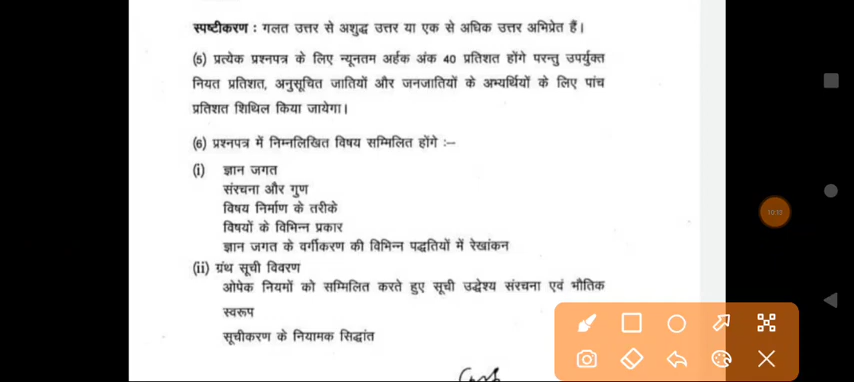 स्पष्टीकरण : गलत उत्तर से अशुद्ध उत्तर या एक से अधिक उत्तर अभिप्रेत हैं।
(5) प्रत्येक प्रश्नपत्र के लिए न्यूनतम अर्हक अंक 40 प्रतिशत होंगे परन्तु उपर्युक्त
नियत प्रतिशत, अनुसूचित जातियों और जनजातियों के अभ्यर्थियों के लिए पांच
प्रतिशत शिथिल किया जायेगा।
(6) प्रश्नपत्र में निम्नलिखित विषय सम्मिलित होंगे :–
(i) ज्ञान जगत
संरचना और गुण
विषय निर्माण के तरीके
विषयों के विभिन्न प्रकार
ज्ञान जगत के वर्गीकरण की विभिन्न पद्धतियों में रेखांकन
(ii) ग्रंथ सूची विवरण
ओपेक नियमों को सम्मिलित करते हुए सूची उद्धेश्य संरचना एवं भौतिक
स्वरूप
सूचीकरण के नियामक सिद्धांत
10:12